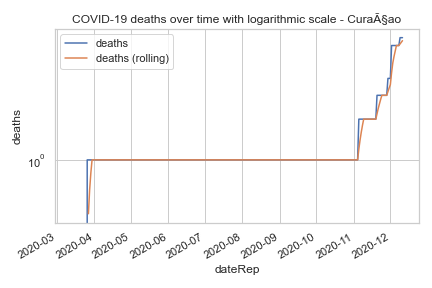 COVID-19 deaths over time with logarithmic scale - CuraÃ§ao
deaths
deaths (rolling)
deaths
10⁰
2020-03
2020-04
2020-05
2020-06
2020-07
2020-08
2020-09
2020-10
2020-11
2020-12
dateRep